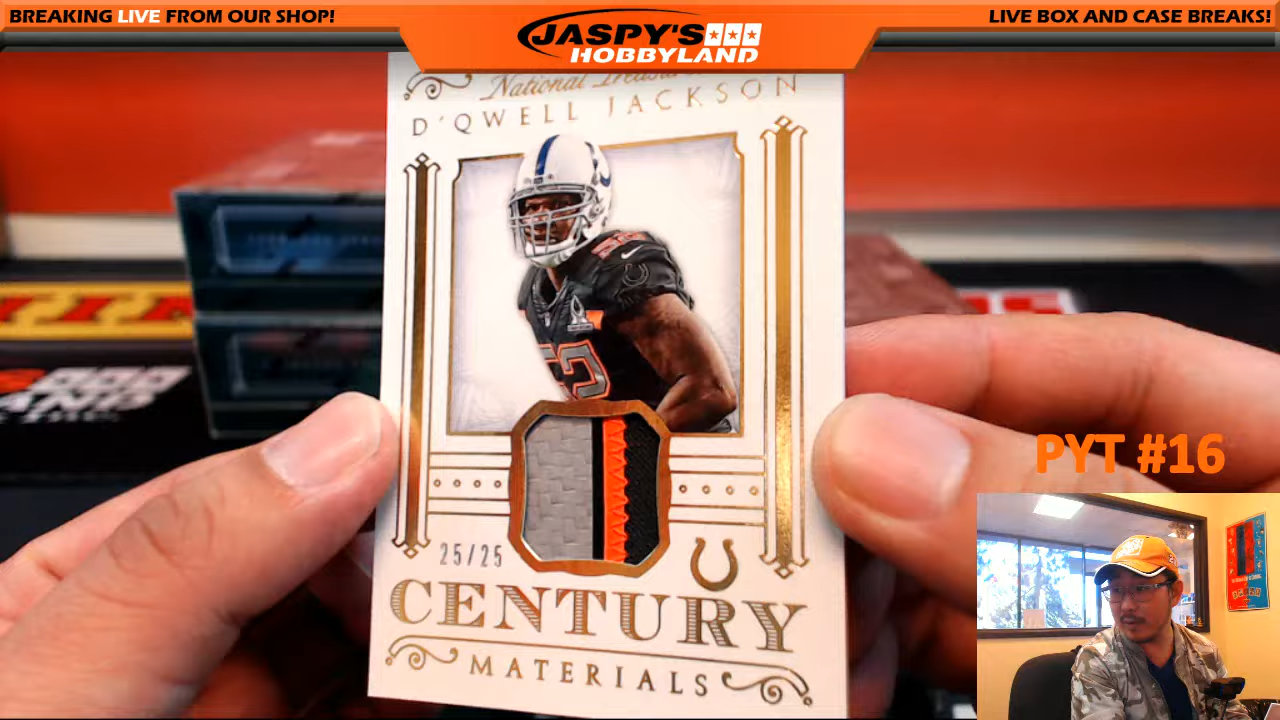 BREAKING LIVE FROM OUR SHOP!
JASPY'S
HOBBYLAND
LIVE BOX AND CASE BREAKS!
National
D'QWELL JACKSON
52
25/25
CENTURY
MATERIALS
PYT #16